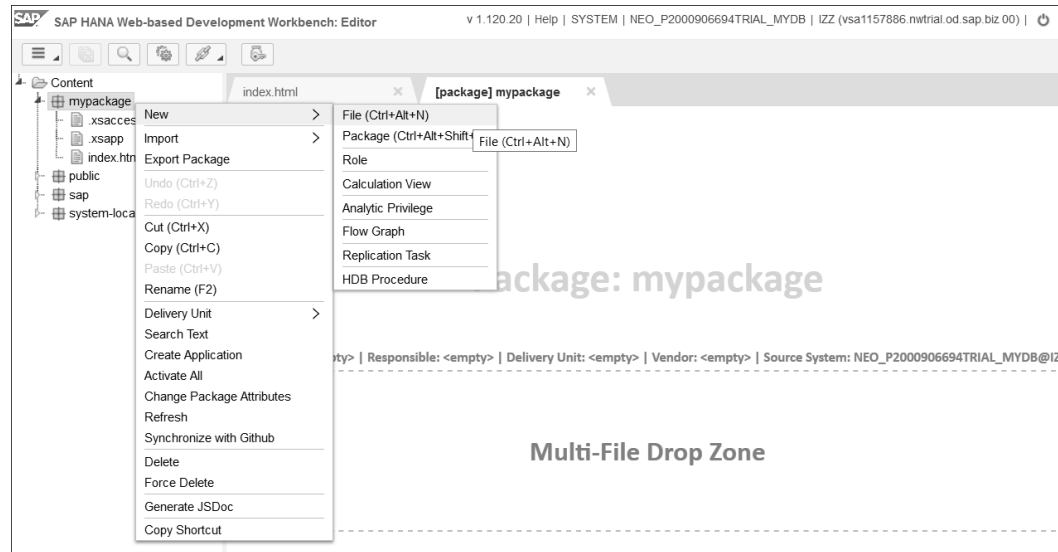 SAP SAP HANA Web-based Development Workbench: Editor v 1.120.20 | Help | SYSTEM | NEO_P2000906694TRIAL_MYDB | IZZ (vsa1157886.nwtrial.od.sap.biz 00) |
Content
index.html
[package] mypackage
mypackage
.xsacces
.xsapp
index.htn
public
sap
system-loca
New
Import
Export Package
Undo (Ctrl+Z)
Redo (Ctrl+Y)
Cut (Ctrl+X)
Copy (Ctrl+C)
Paste (Ctrl+V)
Rename (F2)
Delivery Unit
Search Text
Create Application
Activate All
Change Package Attributes
Refresh
Synchronize with Github
Delete
Force Delete
Generate JSDoc
Copy Shortcut
File (Ctrl+Alt+N)
Package (Ctrl+Alt+Shift+
File (Ctrl+Alt+N)
Role
Calculation View
Analytic Privilege
Flow Graph
Replication Task
HDB Procedure
ackage: mypackage
pty> | Responsible: <empty> | Delivery Unit: <empty> | Vendor: <empty> | Source System: NEO_P2000906694TRIAL_MYDB@IZ
Multi-File Drop Zone